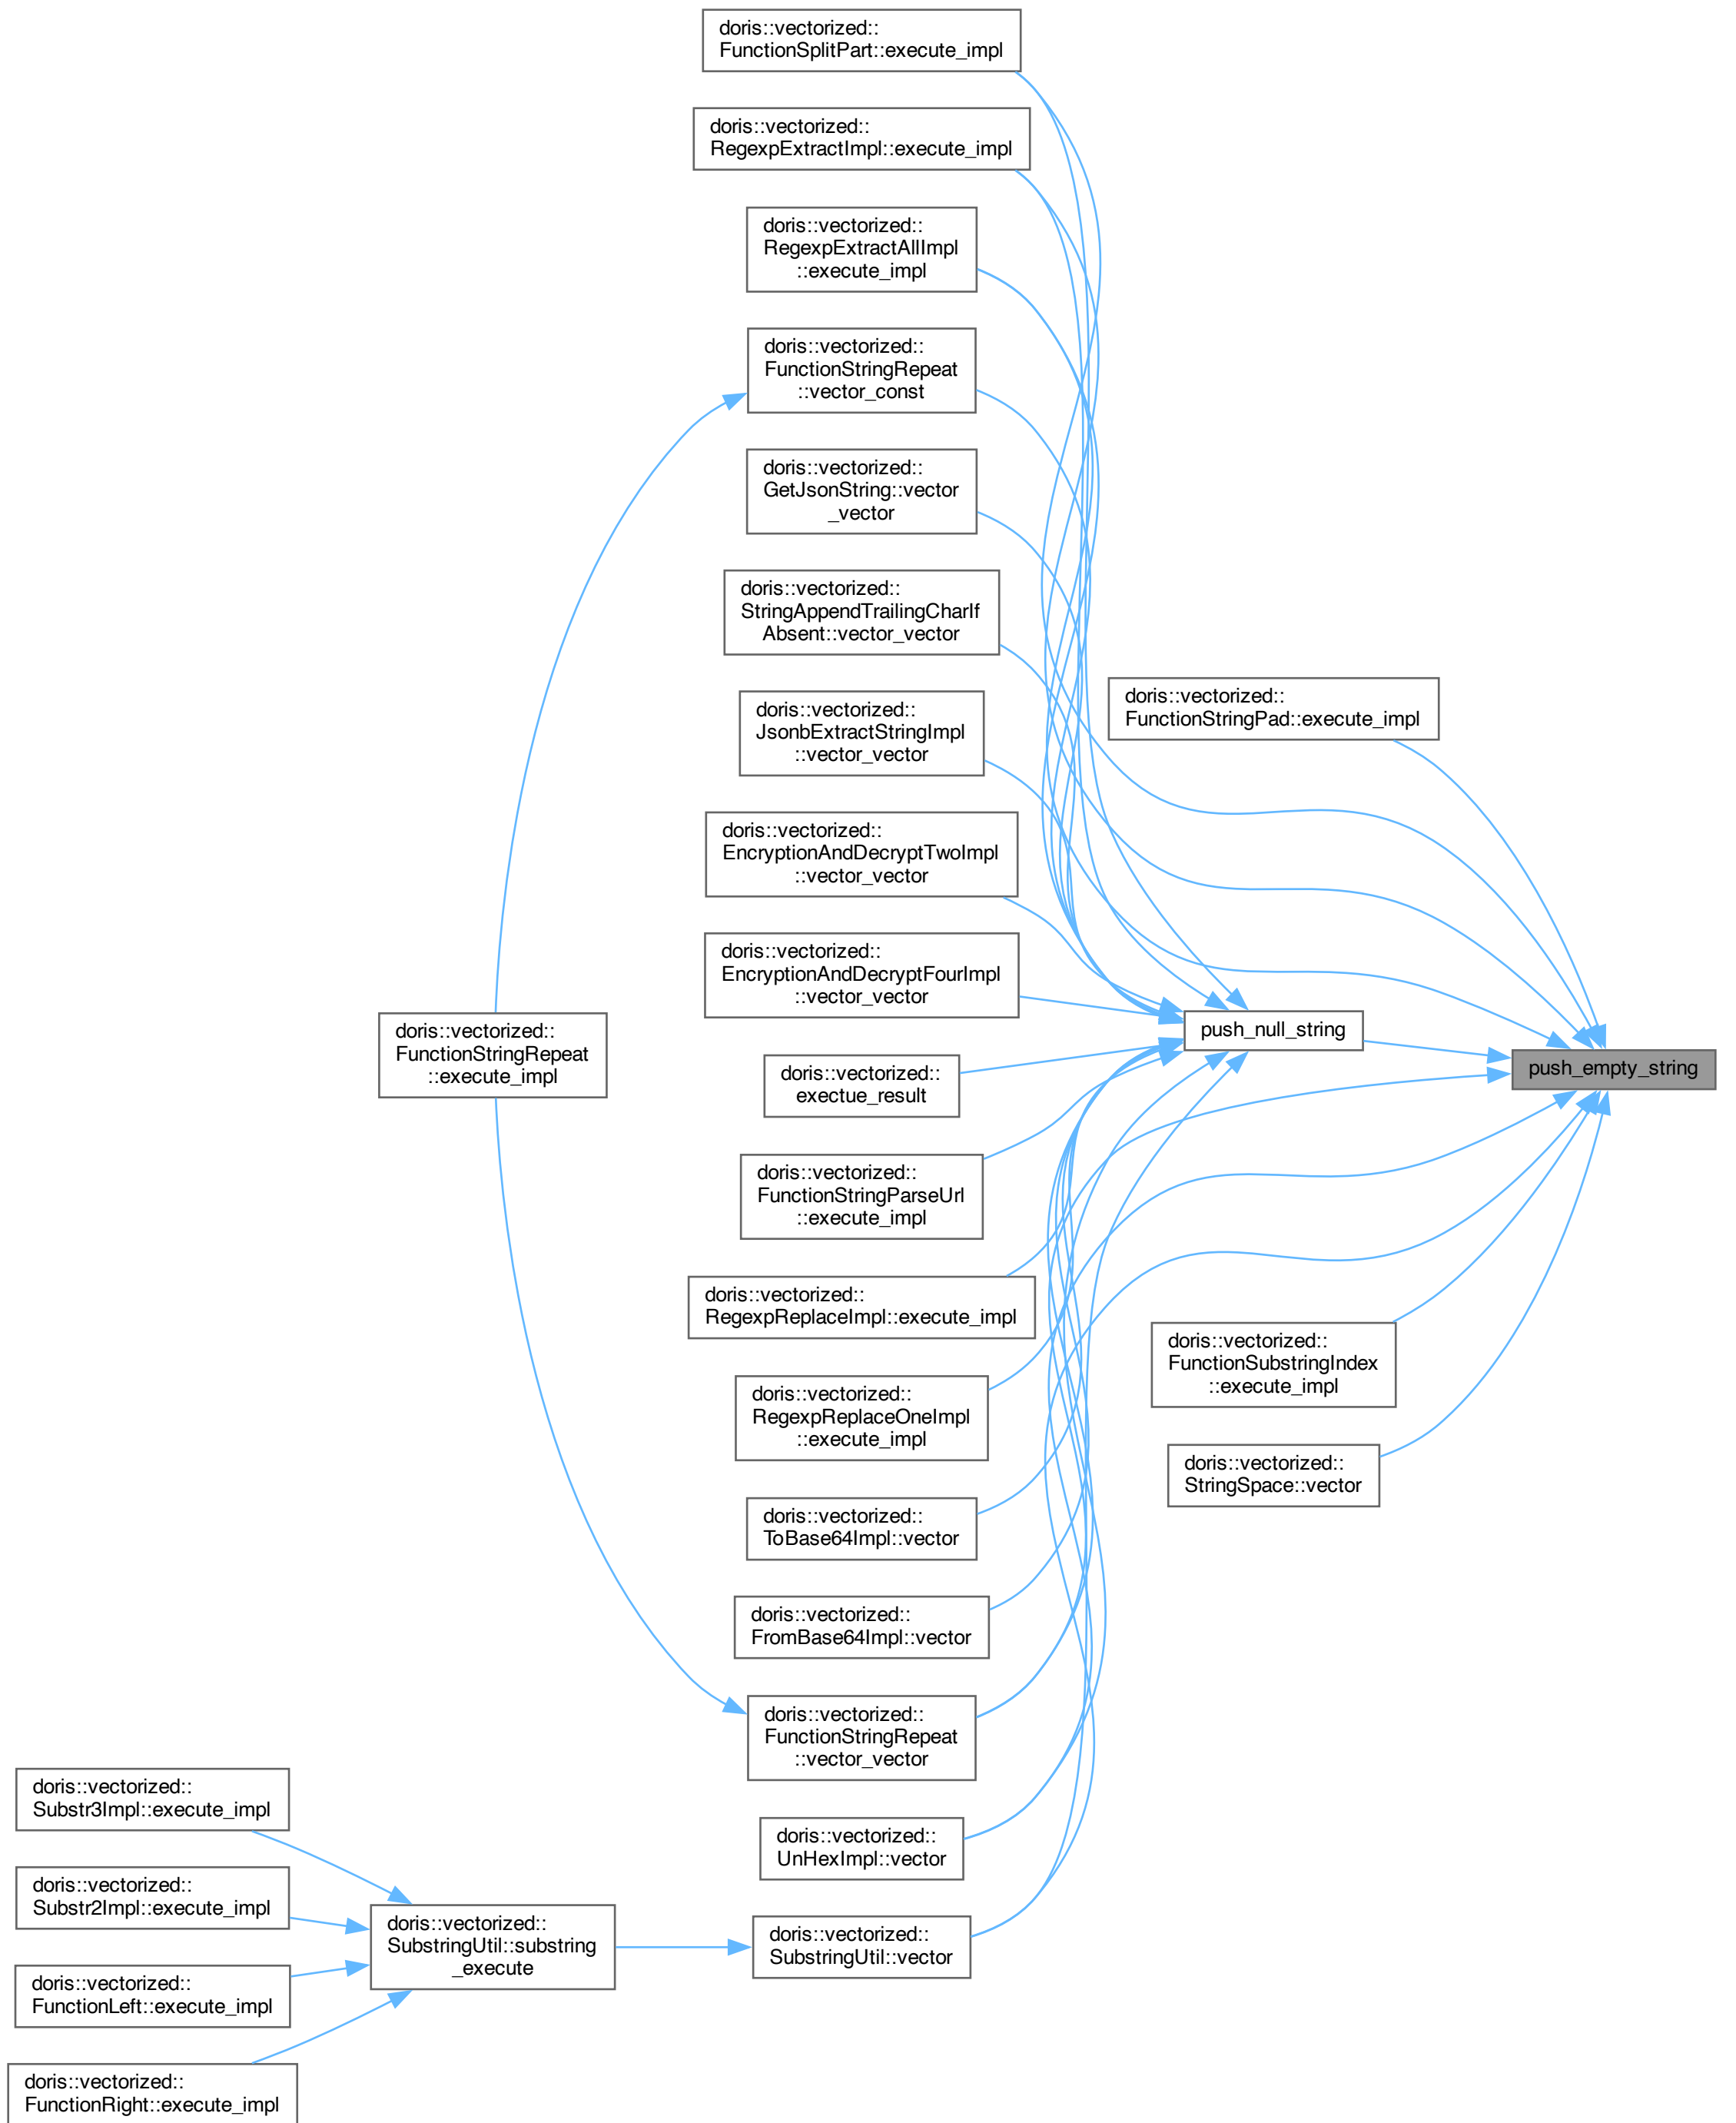 doris::vectorized::
FunctionSplitPart::execute_impl
doris::vectorized::
RegexpExtractImpl::execute_impl
doris::vectorized::
RegexpExtractAllImpl
::execute_impl
doris::vectorized::
FunctionStringRepeat
::vector_const
doris::vectorized::
GetJsonString::vector
_vector
doris::vectorized::
StringAppendTrailingCharIf
Absent::vector_vector
doris::vectorized::
JsonbExtractStringImpl
::vector_vector
doris::vectorized::
FunctionStringPad::execute_impl
doris::vectorized::
EncryptionAndDecryptTwoImpl
::vector_vector
doris::vectorized::
EncryptionAndDecryptFourImpl
::vector_vector
doris::vectorized::
FunctionStringRepeat
::execute_impl
push_null_string
push_empty_string
doris::vectorized::
exectue_result
doris::vectorized::
FunctionStringParseUrl
::execute_impl
doris::vectorized::
RegexpReplaceImpl::execute_impl
doris::vectorized::
FunctionSubstringIndex
::execute_impl
doris::vectorized::
RegexpReplaceOneImpl
::execute_impl
doris::vectorized::
StringSpace::vector
doris::vectorized::
ToBase64Impl::vector
doris::vectorized::
FromBase64Impl::vector
doris::vectorized::
FunctionStringRepeat
::vector_vector
doris::vectorized::
Substr3Impl::execute_impl
doris::vectorized::
UnHexImpl::vector
doris::vectorized::
Substr2Impl::execute_impl
doris::vectorized::
SubstringUtil::substring
_execute
doris::vectorized::
SubstringUtil::vector
doris::vectorized::
FunctionLeft::execute_impl
doris::vectorized::
FunctionRight::execute_impl